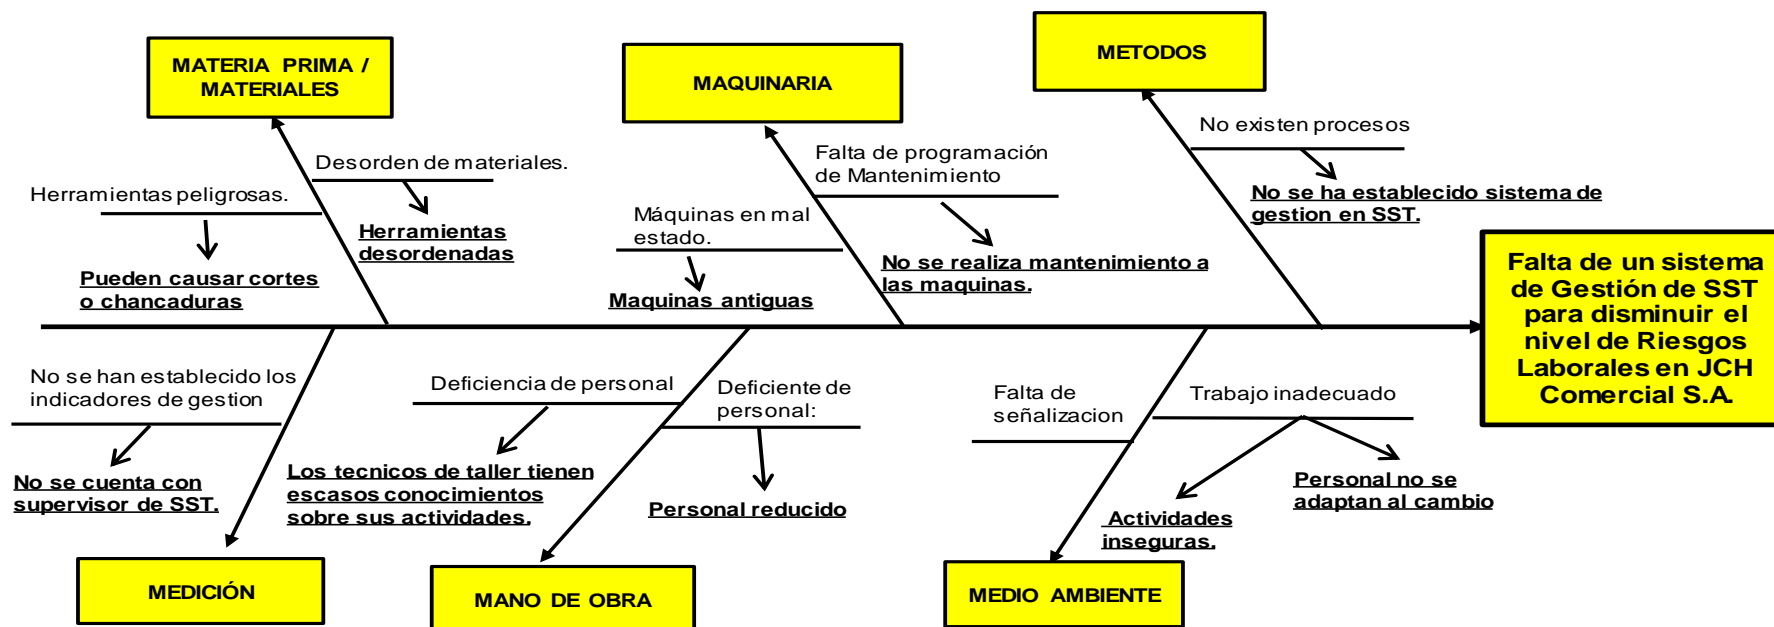 MATERIA PRIMA /
MATERIALES
MAQUINARIA
METODOS
Herramientas peligrosas.
Pueden causar cortes
o chancaduras
Desorden de materiales.
Herramientas
desordenadas
Máquinas en mal
estado.
Maquinas antiguas
Falta de programación
de Mantenimiento
No se realiza mantenimiento a
las maquinas.
No existen procesos
No se ha establecido sistema de
gestion en SST.
Falta de un sistema
de Gestión de SST
para disminuir el
nivel de Riesgos
Laborales en JCH
Comercial S.A.
No se han establecido los
indicadores de gestion
No se cuenta con
supervisor de SST.
Deficiencia de personal
Los tecnicos de taller tienen
escasos conocimientos
sobre sus actividades.
Deficiente de
personal:
Personal reducido
Falta de
señalizacion
Trabajo inadecuado
Actividades
inseguras.
Personal no se
adaptan al cambio
MEDICIÓN
MANO DE OBRA
MEDIO AMBIENTE